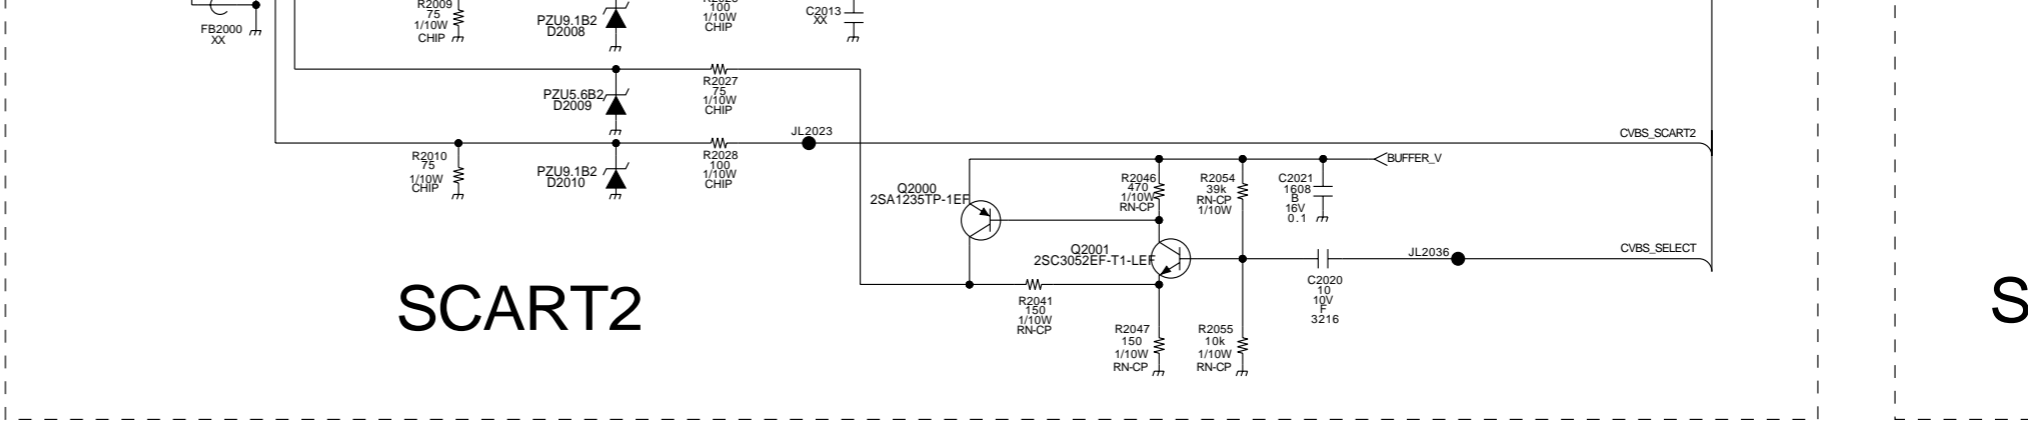 R2009
75
1/10W
CHIP
FB2000
XX
PZU9.1B2
D2008
100
1/10W
CHIP
C2013
XX
PZU5.6B2
D2009
R2027
75
1/10W
CHIP
JL2023
CVBS_SCART2
R2010
75
1/10W
CHIP
PZU9.1B2
D2010
R2028
100
1/10W
CHIP
BUFFER_V
Q2000
2SA1235TP-1EF
R2046
470
1/10W
RN-CP
R2054
39k
RN-CP
1/10W
C2021
1608
B
16V
0.1
Q2001
2SC3052EF-T1-LEF
JL2036
CVBS_SELECT
SCART2
R2041
150
1/10W
RN-CP
C2020
10
10V
F
3216
R2047
150
1/10W
RN-CP
R2055
10k
1/10W
RN-CP
S